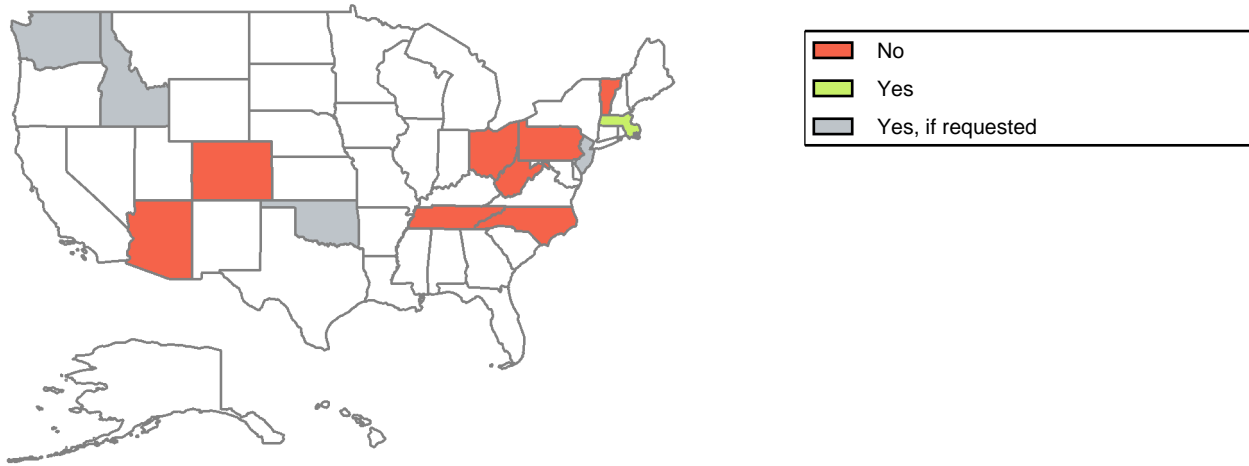 No
Yes
Yes, if requested